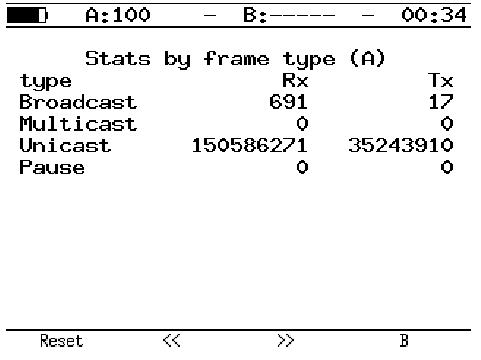 A:100 – B:----- – 00:34
Stats by frame type (A)
type Rx Tx
Broadcast 691 17
Multicast 0 0
Unicast 150586271 35243910
Pause 0 0
Reset << >> B